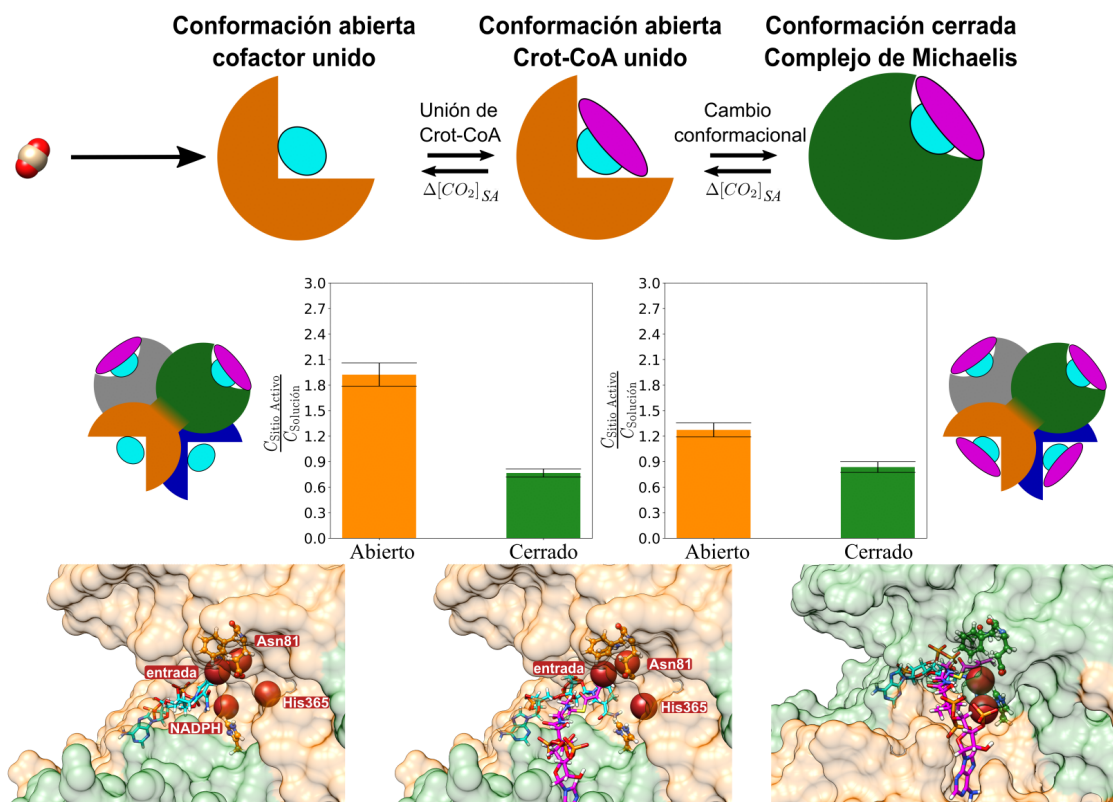 Conformación abierta
cofactor unido
Conformación abierta
Crot-CoA unido
Conformación cerrada
Complejo de Michaelis
Unión de
Crot-CoA
Δ[CO₂]SA
Cambio
conformacional
Δ[CO₂]SA
3.0
2.7
2.4
2.1
1.8
1.5
1.2
0.9
0.6
0.3
0.0
C Sitio Activo
C Solución
Abierto
Cerrado
3.0
2.7
2.4
2.1
1.8
1.5
1.2
0.9
0.6
0.3
0.0
C Sitio Activo
C Solución
Abierto
Cerrado
Asn81
entrada
His365
NADPH
Asn81
entrada
His365